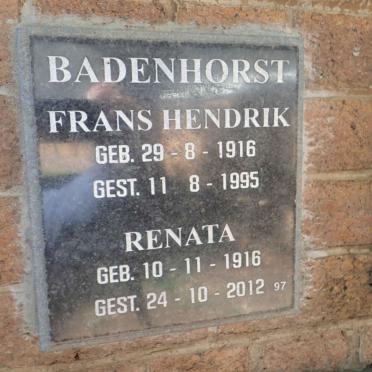 BADENHORST
FRANS HENDRIK
GEB. 29 - 8 - 1916
GEST. 11 8 - 1995
RENATA
GEB. 10 - 11 - 1916
GEST. 24 - 10 - 2012 97